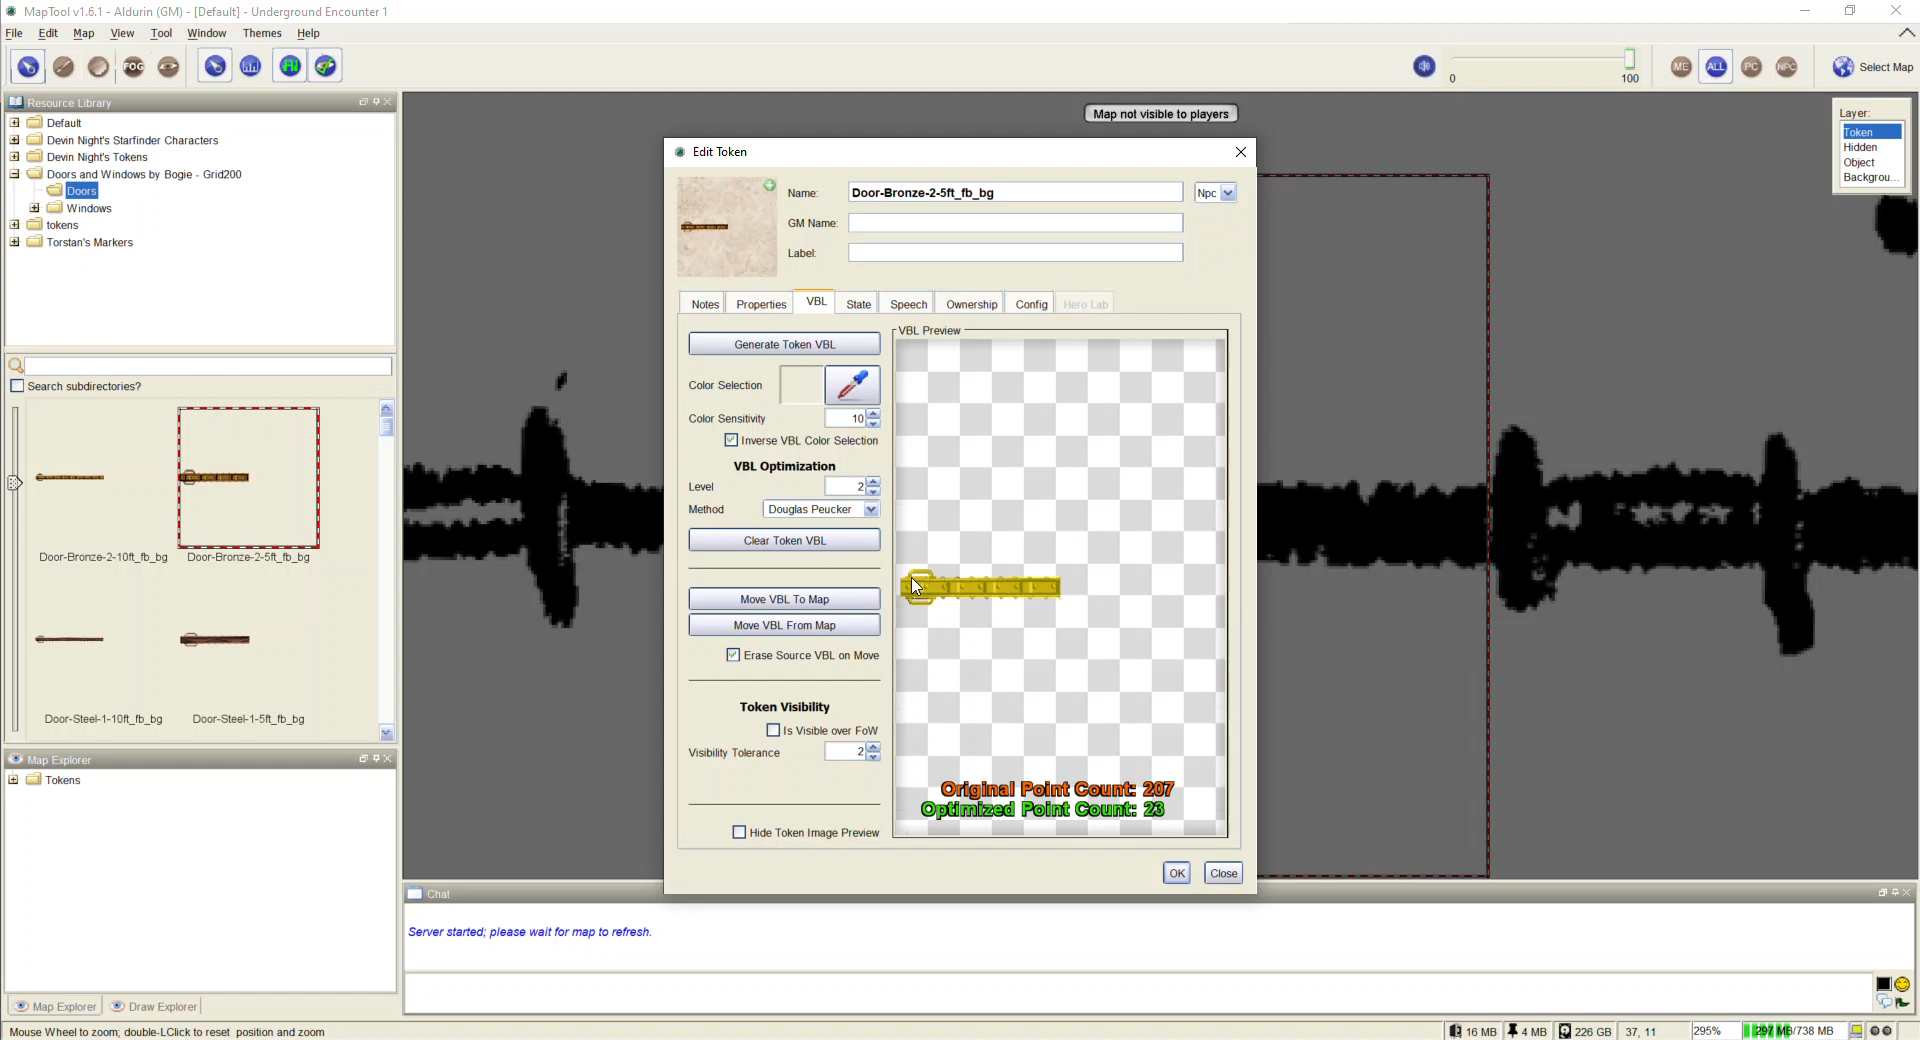 MapTool v1.6.1 - Aldurin (GM) - [Default] - Underground Encounter 1
File Edit Map View Tool Window Themes Help
FOG
0
100
ME
ALL
PC
NPC
Select Map
Resource Library
Default
Devin Night's Starfinder Characters
Devin Night's Tokens
Doors and Windows by Bogie - Grid200
Doors
Windows
tokens
Torstan's Markers
Search subdirectories?
Door-Bronze-2-10ft_fb_bg
Door-Bronze-2-5ft_fb_bg
Door-Steel-1-10ft_fb_bg
Door-Steel-1-5ft_fb_bg
Map Explorer
Tokens
Map Explorer
Draw Explorer
Map not visible to players
Layer:
Token
Hidden
Object
Backgrou...
Edit Token
Name: Door-Bronze-2-5ft_fb_bg
Npc
GM Name:
Label:
Notes Properties VBL State Speech Ownership Config Hero Lab
Generate Token VBL
Color Selection
Color Sensitivity 10
Inverse VBL Color Selection
VBL Optimization
Level 2
Method Douglas Peucker
Clear Token VBL
Move VBL To Map
Move VBL From Map
Erase Source VBL on Move
Token Visibility
Is Visible over FoW
Visibility Tolerance 2
Hide Token Image Preview
VBL Preview
Original Point Count: 207
Optimized Point Count: 23
OK
Close
Chat
Server started; please wait for map to refresh.
Mouse Wheel to zoom; double-LClick to reset position and zoom
16 MB
4 MB
226 GB
37, 11
295%
297 MB/738 MB